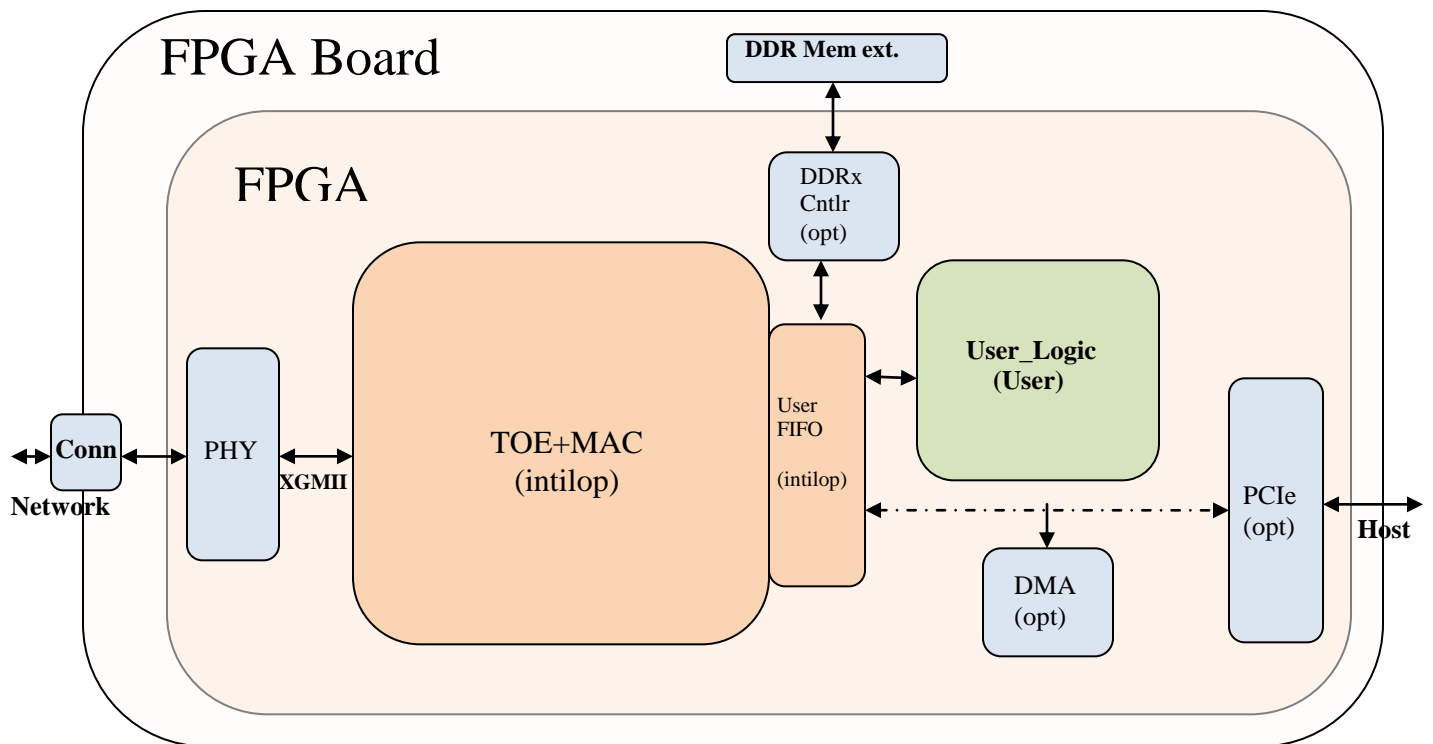 FPGA Board
DDR Mem ext.
FPGA
DDRx
Cntlr
(opt)
User_Logic
(User)
User
FIFO
(intilop)
TOE+MAC
(intilop)
Conn
PHY
XGMII
Network
PCIe
(opt)
Host
DMA
(opt)